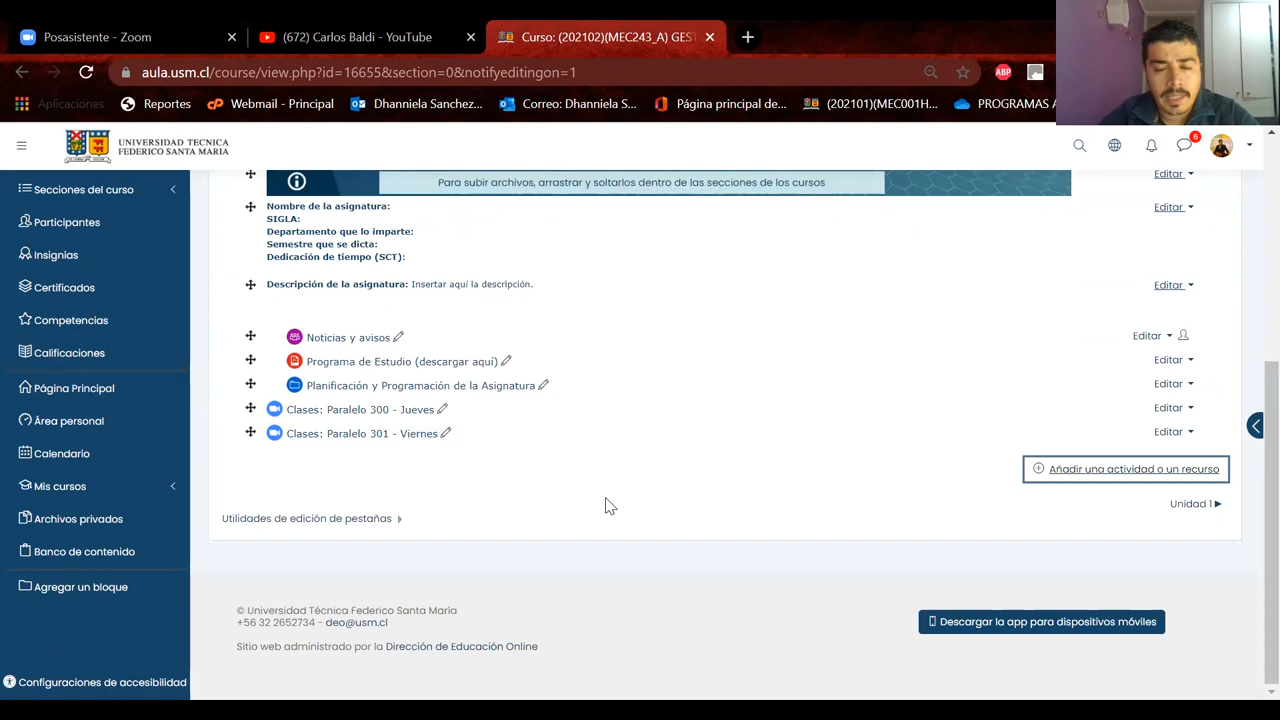 Posasistente - Zoom
(672) Carlos Baldi - YouTube
Curso: (202102)(MEC243_A) GES
aula.usm.cl/course/view.php?id=16655&section=0&notifyeditingon=1
ABP
Aplicaciones
Reportes
Webmail - Principal
Dhanniela Sanchez...
Correo: Dhanniela S...
Página principal de...
(202101)(MEC001H...
PROGRAMAS A
UNIVERSIDAD TECNICA
FEDERICO SANTA MARIA
6
Secciones del curso
Participantes
Insignias
Certificados
Competencias
Calificaciones
Página Principal
Área personal
Calendario
Mis cursos
Archivos privados
Banco de contenido
Agregar un bloque
Configuraciones de accesibilidad
Para subir archivos, arrastrar y soltarlos dentro de las secciones de los cursos
Editar
Nombre de la asignatura:
Editar
SIGLA:
Departamento que lo imparte:
Semestre que se dicta:
Dedicación de tiempo (SCT):
Descripción de la asignatura: Insertar aquí la descripción.
Editar
Noticias y avisos
Editar
Programa de Estudio (descargar aquí)
Editar
Planificación y Programación de la Asignatura
Editar
Clases: Paralelo 300 - Jueves
Editar
Clases: Paralelo 301 - Viernes
Editar
Añadir una actividad o un recurso
Unidad 1
Utilidades de edición de pestañas
© Universidad Técnica Federico Santa María
+56 32 2652734 - deo@usm.cl
Sitio web administrado por la Dirección de Educación Online
Descargar la app para dispositivos móviles